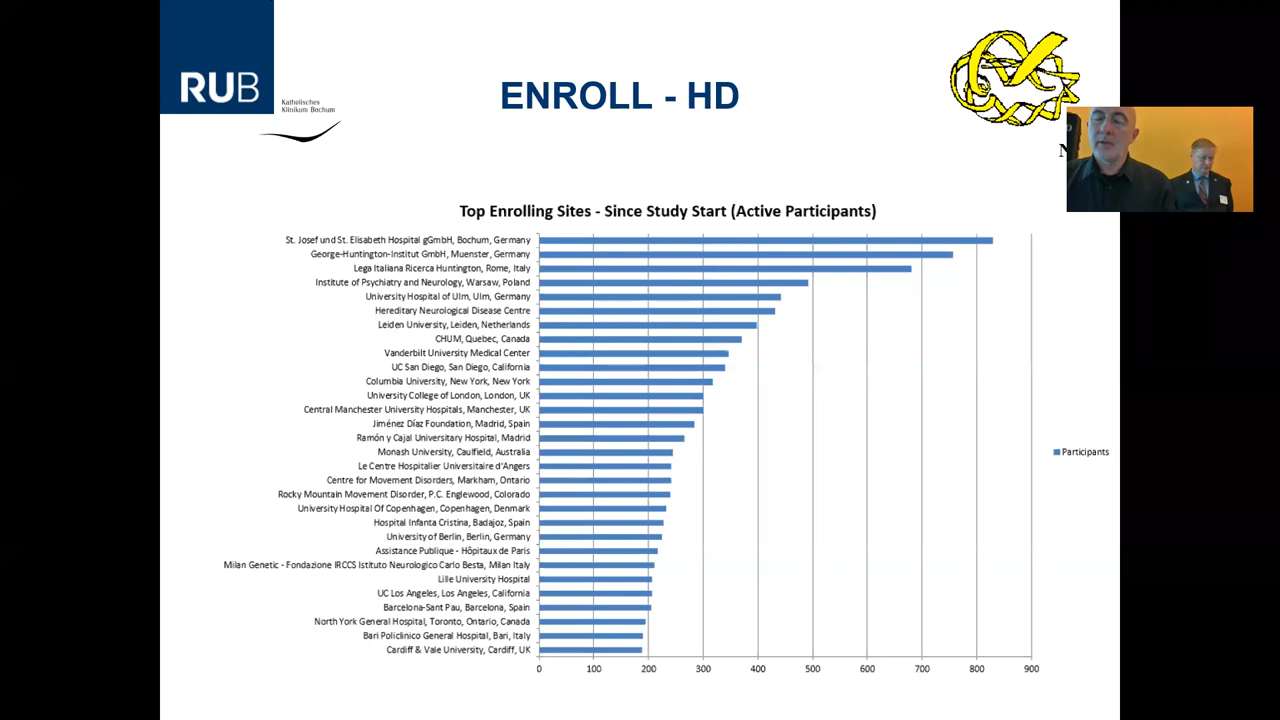 RUB
Katholisches
Klinikum Bochum
ENROLL - HD
N
Top Enrolling Sites - Since Study Start (Active Participants)
St. Josef und St. Elisabeth Hospital gGmbH, Bochum, Germany
George-Huntington-Institut GmbH, Muenster, Germany
Lega Italiana Ricerca Huntington, Rome, Italy
Institute of Psychiatry and Neurology, Warsaw, Poland
University Hospital of Ulm, Ulm, Germany
Hereditary Neurological Disease Centre
Leiden University, Leiden, Netherlands
CHUM, Quebec, Canada
Vanderbilt University Medical Center
UC San Diego, San Diego, California
Columbia University, New York, New York
University College of London, London, UK
Central Manchester University Hospitals, Manchester, UK
Jiménez Díaz Foundation, Madrid, Spain
Ramón y Cajal Universitary Hospital, Madrid
Monash University, Caulfield, Australia
Le Centre Hospitalier Universitaire d'Angers
Centre for Movement Disorders, Markham, Ontario
Rocky Mountain Movement Disorder, P.C. Englewood, Colorado
University Hospital Of Copenhagen, Copenhagen, Denmark
Hospital Infanta Cristina, Badajoz, Spain
University of Berlin, Berlin, Germany
Assistance Publique - Hôpitaux de Paris
Milan Genetic - Fondazione IRCCS Istituto Neurologico Carlo Besta, Milan Italy
Lille University Hospital
UC Los Angeles, Los Angeles, California
Barcelona-Sant Pau, Barcelona, Spain
North York General Hospital, Toronto, Ontario, Canada
Bari Policlinico General Hospital, Bari, Italy
Cardiff & Vale University, Cardiff, UK
Participants
0 100 200 300 400 500 600 700 800 900